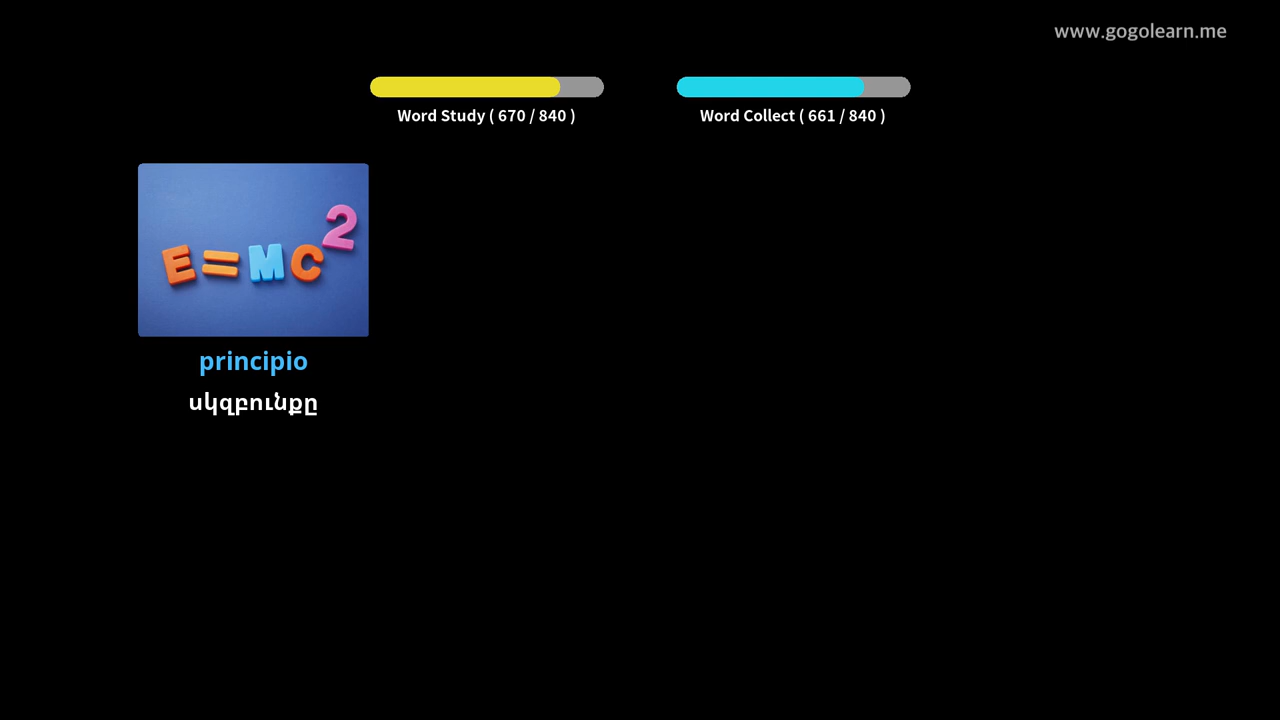 www.gogolearn.me
Word Study ( 670 / 840 )
Word Collect ( 661 / 840 )
E=MC2
principio
սկզբունքը